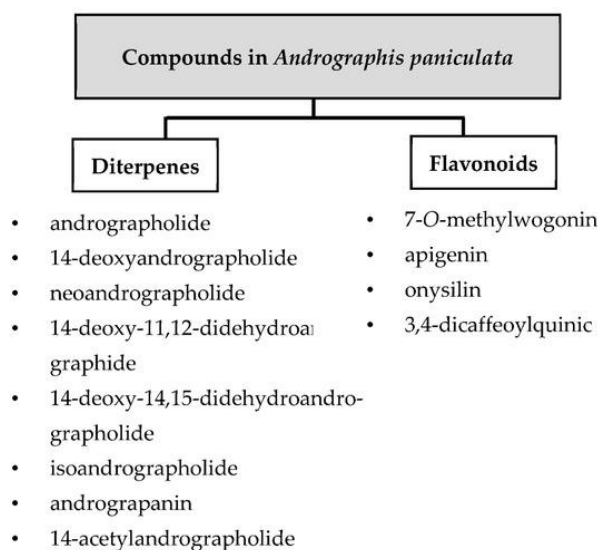 Compounds in Andrographis paniculata
Diterpenes
• andrographolide
• 14-deoxyandrographolide
• neoandrographolide
• 14-deoxy-11,12-didehydroa
graphide
• 14-deoxy-14,15-didehydroandro-
grapholide
• isoandrographolide
• andrograpanin
• 14-acetylandrographolide
Flavonoids
• 7-O-methylwogonin
• apigenin
• onysilin
• 3,4-dicaffeoylquinic